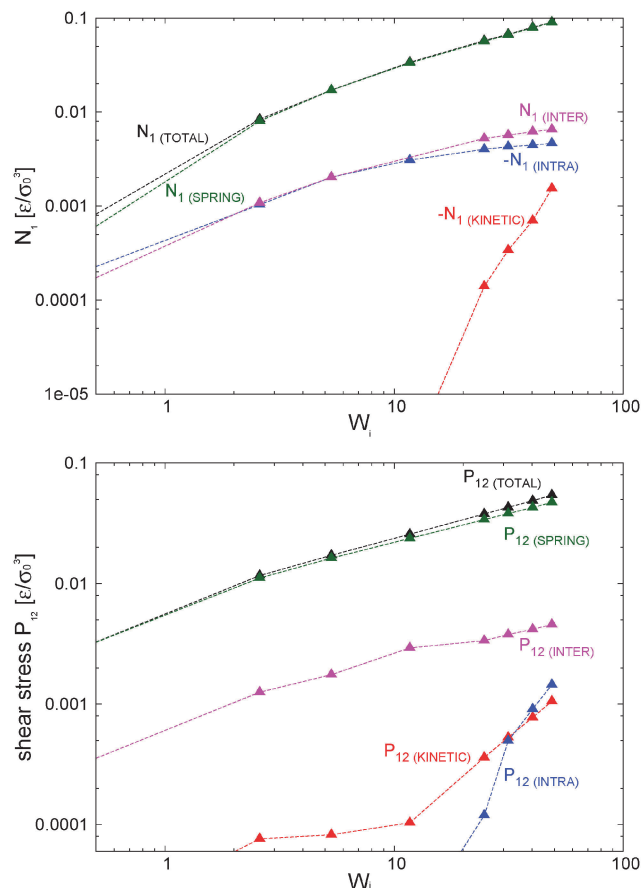 0.1
0.01
0.001
0.0001
1e-05
N₁ [ε/σ₀³]
N₁ (TOTAL)
N₁ (SPRING)
N₁ (INTER)
-N₁ (INTRA)
-N₁ (KINETIC)
1
10
100
Wᵢ
0.1
0.01
0.001
0.0001
shear stress P₁₂ [ε/σ₀³]
P₁₂ (TOTAL)
P₁₂ (SPRING)
P₁₂ (INTER)
P₁₂ (KINETIC)
P₁₂ (INTRA)
1
10
100
Wᵢ